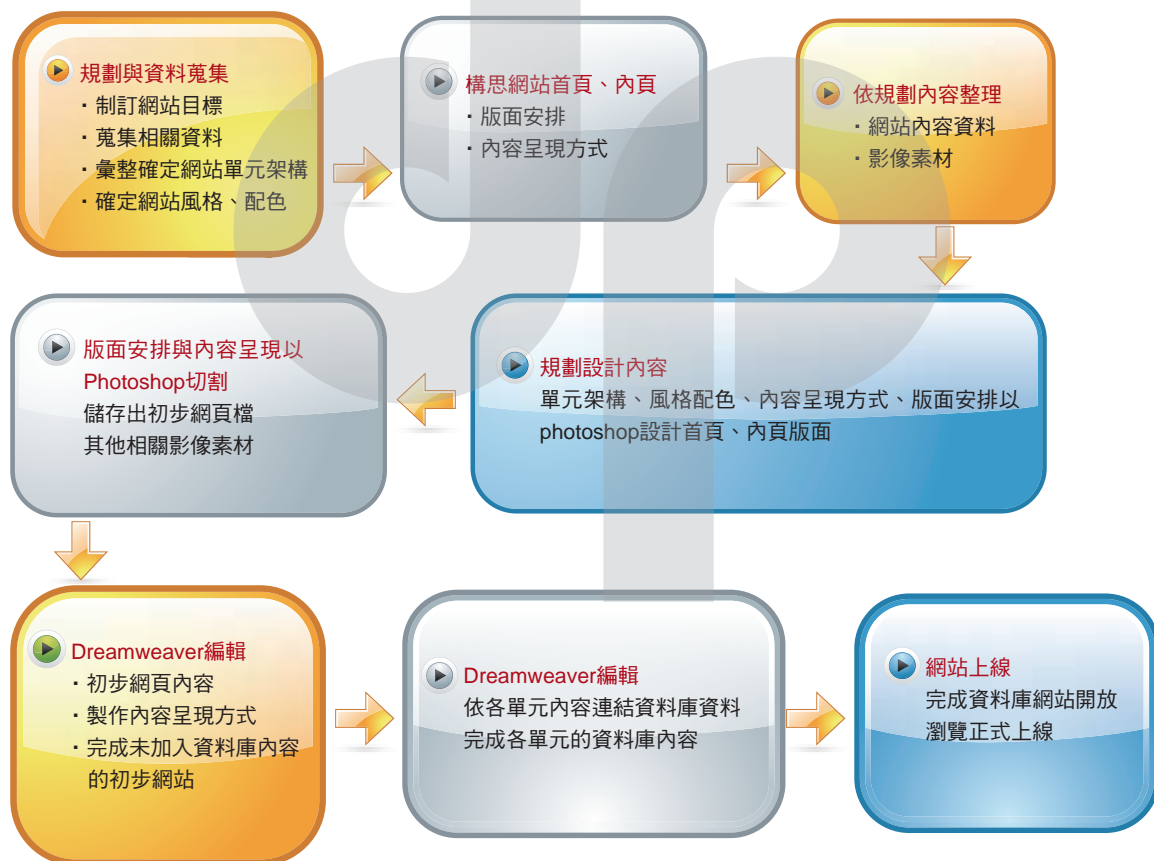 規劃與資料蒐集
・制訂網站目標
・蒐集相關資料
・彙整確定網站單元架構
・確定網站風格、配色
構思網站首頁、內頁
・版面安排
・內容呈現方式
依規劃內容整理
・網站內容資料
・影像素材
規劃設計內容
單元架構、風格配色、內容呈現方式、版面安排以
photoshop設計首頁、內頁版面
版面安排與內容呈現以
Photoshop切割
儲存出初步網頁檔
其他相關影像素材
Dreamweaver編輯
・初步網頁內容
・製作內容呈現方式
・完成未加入資料庫內容
的初步網站
Dreamweaver編輯
依各單元內容連結資料庫資料
完成各單元的資料庫內容
網站上線
完成資料庫網站開放
瀏覽正式上線